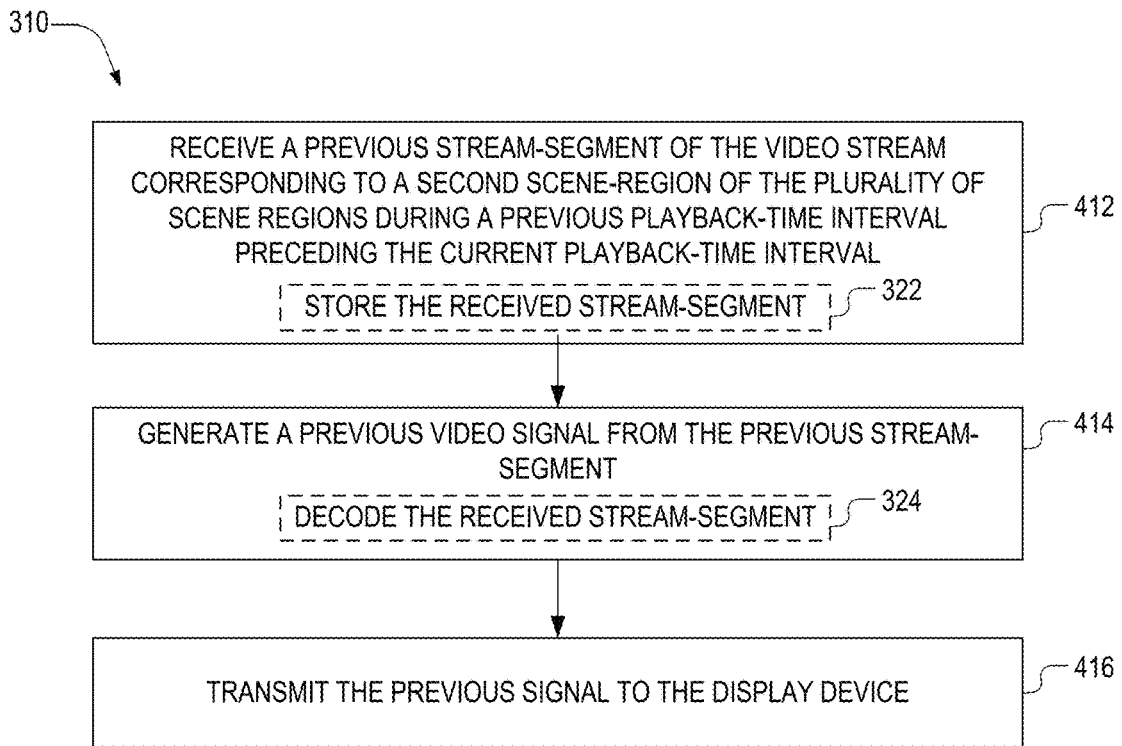 310
RECEIVE A PREVIOUS STREAM-SEGMENT OF THE VIDEO STREAM
CORRESPONDING TO A SECOND SCENE-REGION OF THE PLURALITY OF
SCENE REGIONS DURING A PREVIOUS PLAYBACK-TIME INTERVAL
PRECEDING THE CURRENT PLAYBACK-TIME INTERVAL
412
STORE THE RECEIVED STREAM-SEGMENT
322
GENERATE A PREVIOUS VIDEO SIGNAL FROM THE PREVIOUS STREAM-
SEGMENT
414
DECODE THE RECEIVED STREAM-SEGMENT
324
TRANSMIT THE PREVIOUS SIGNAL TO THE DISPLAY DEVICE
416